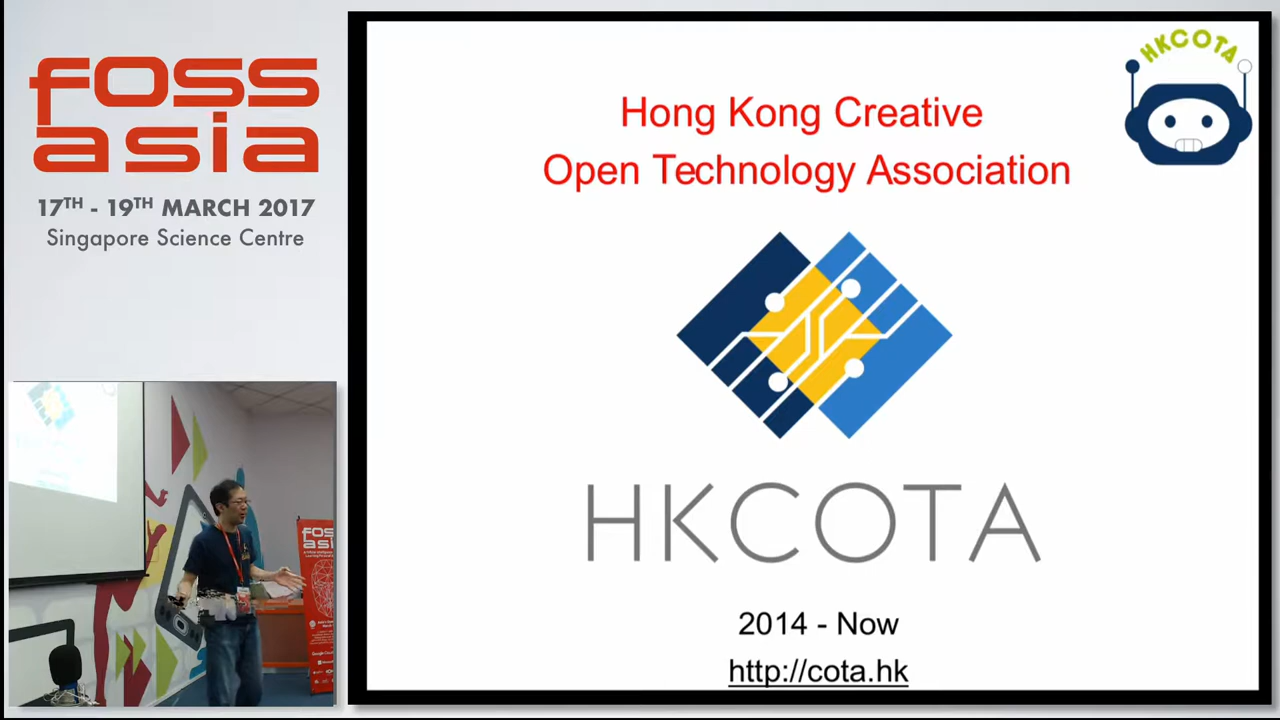 foss
asia
17TH - 19TH MARCH 2017
Singapore Science Centre
HKCOTA
Hong Kong Creative
Open Technology Association
HKCOTA
2014 - Now
http://cota.hk
FOSS